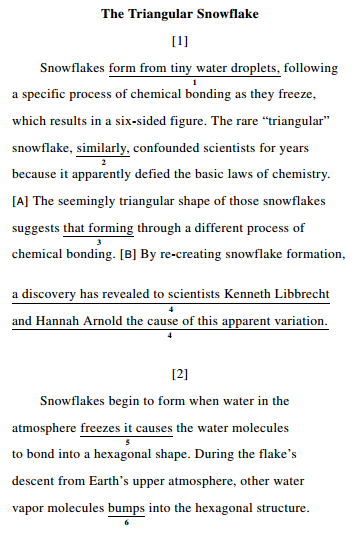 The Triangular Snowflake
[1]
Snowflakes form from tiny water droplets, following
1
a specific process of chemical bonding as they freeze,
which results in a six-sided figure. The rare “triangular”
snowflake, similarly, confounded scientists for years
2
because it apparently defied the basic laws of chemistry.
[A] The seemingly triangular shape of those snowflakes
suggests that forming through a different process of
3
chemical bonding. [B] By re-creating snowflake formation,
a discovery has revealed to scientists Kenneth Libbrecht
4
and Hannah Arnold the cause of this apparent variation.
4
[2]
Snowflakes begin to form when water in the
atmosphere freezes it causes the water molecules
5
to bond into a hexagonal shape. During the flake’s
descent from Earth’s upper atmosphere, other water
vapor molecules bumps into the hexagonal structure.
6